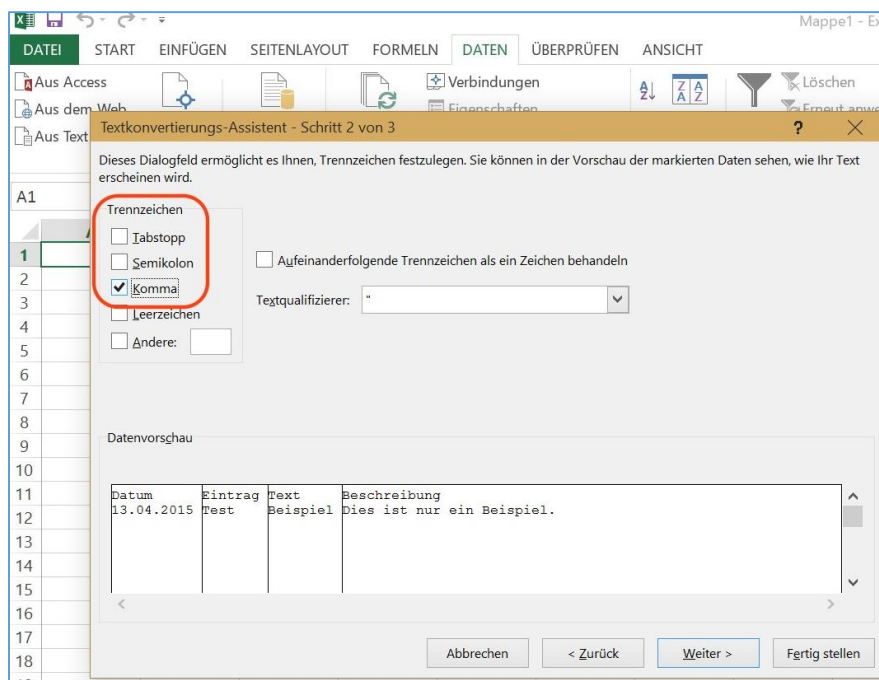 Mappe1 - Ex
DATEI START EINFÜGEN SEITENLAYOUT FORMELN DATEN ÜBERPRÜFEN ANSICHT
Aus Access
Verbindungen
Löschen
Aus dem Web
Eigenschaften
Erneut anwe
Aus Text
Textkonvertierungs-Assistent - Schritt 2 von 3
?
Dieses Dialogfeld ermöglicht es Ihnen, Trennzeichen festzulegen. Sie können in der Vorschau der markierten Daten sehen, wie Ihr Text
erscheinen wird.
A1
Trennzeichen
Tabstopp
Semikolon
Komma
Leerzeichen
Andere:
Aufeinanderfolgende Trennzeichen als ein Zeichen behandeln
Textqualifizierer: "
Datenvorschau
Datum Eintrag Text Beschreibung
13.04.2015 Test Beispiel Dies ist nur ein Beispiel.
Abbrechen < Zurück Weiter > Fertig stellen
1
2
3
4
5
6
7
8
9
10
11
12
13
14
15
16
17
18